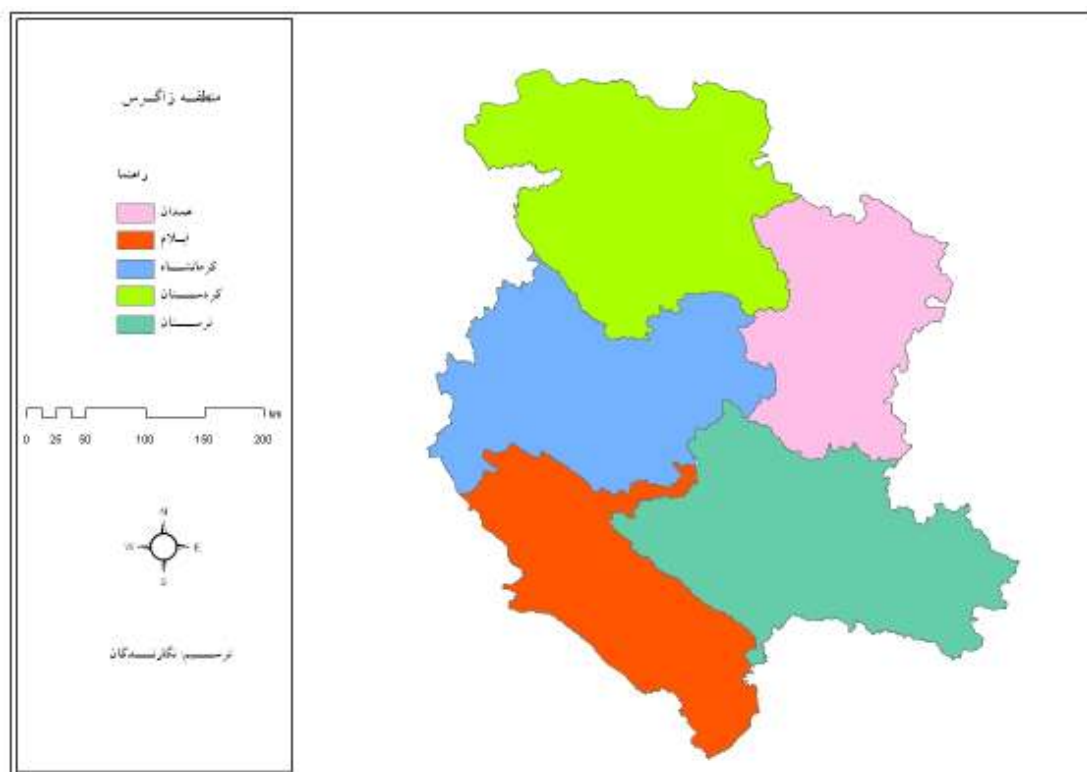 منطقه زاگرس
راهنما
همدان
ایلام
کرمانشاه
کردستان
لرستان
km
0 25 50 100 150 200
N
W E
S
ترسیم: نگارندگان